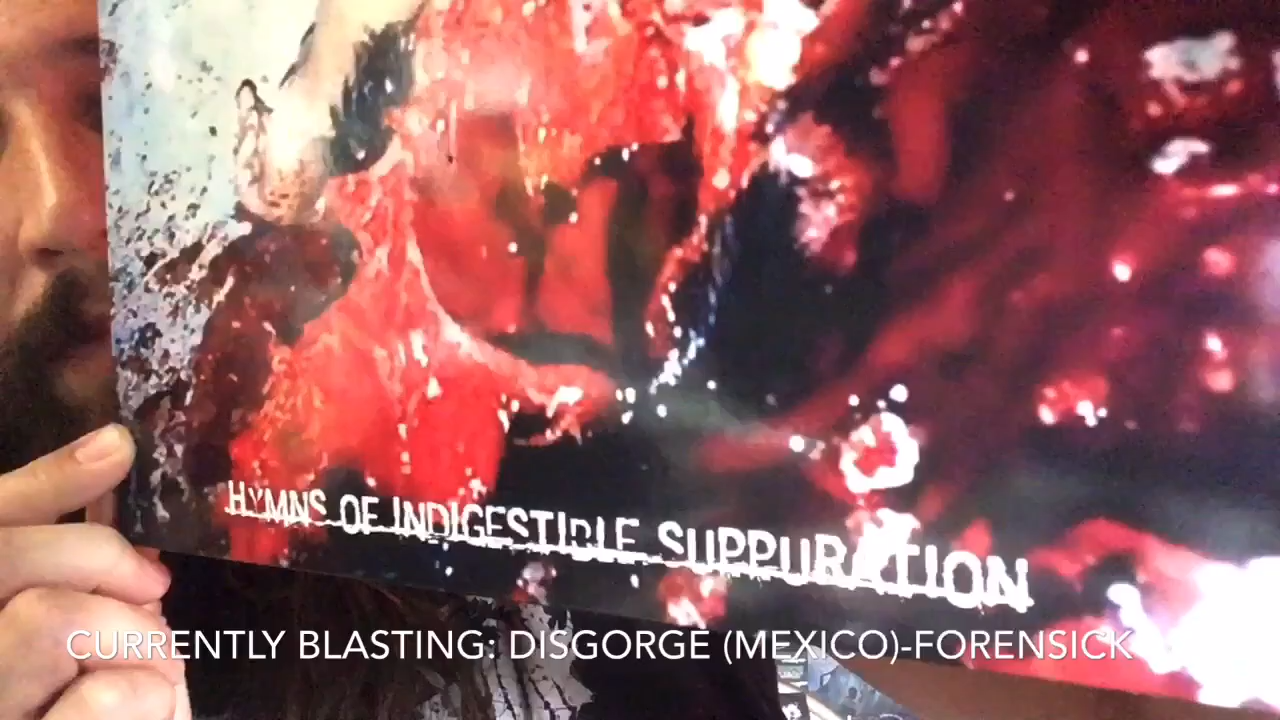 HYMNS OF INDIGESTIBLE SUPPURATION
CURRENTLY BLASTING: DISGORGE (MEXICO)-FORENSICK